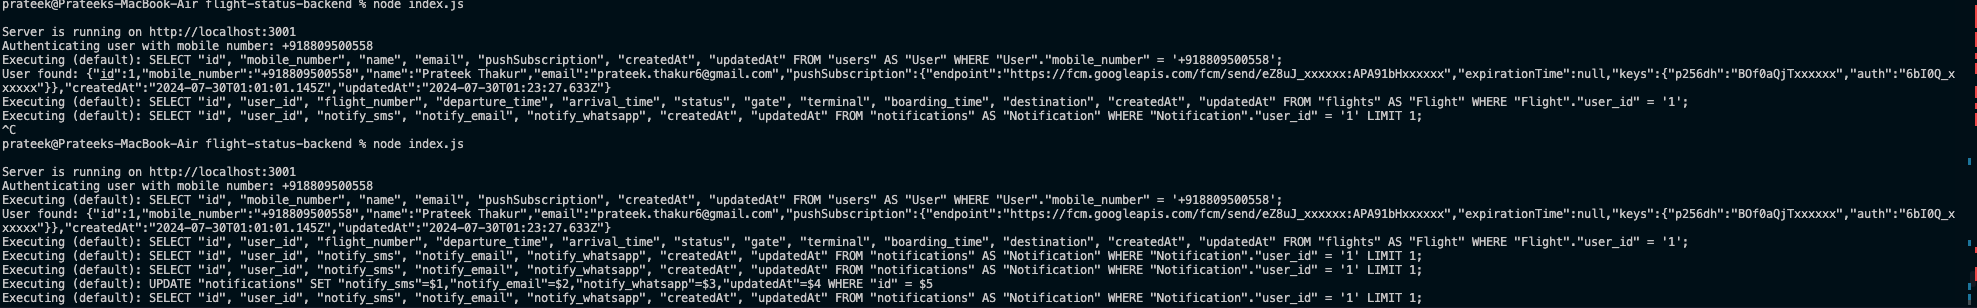 prateek@Prateeks-MacBook-Air flight-status-backend % node index.js
Server is running on http://localhost:3001
Authenticating user with mobile number: +918809500558
Executing (default): SELECT "id", "mobile_number", "name", "email", "pushSubscription", "createdAt", "updatedAt" FROM "users" AS "User" WHERE "User"."mobile_number" = '+918809500558';
User found: {"id":1,"mobile_number":"+918809500558","name":"Prateek Thakur","email":"prateek.thakur6@gmail.com","pushSubscription":{"endpoint":"https://fcm.googleapis.com/fcm/send/eZ8uJ_xxxxxx:APA91bHxxxxxx","expirationTime":null,"keys":{"p256dh":"BOf0aQjTxxxxxx","auth":"6bI0Q_x
xxxxx"}},"createdAt":"2024-07-30T01:01:01.145Z","updatedAt":"2024-07-30T01:23:27.633Z"}
Executing (default): SELECT "id", "user_id", "flight_number", "departure_time", "arrival_time", "status", "gate", "terminal", "boarding_time", "destination", "createdAt", "updatedAt" FROM "flights" AS "Flight" WHERE "Flight"."user_id" = '1';
Executing (default): SELECT "id", "user_id", "notify_sms", "notify_email", "notify_whatsapp", "createdAt", "updatedAt" FROM "notifications" AS "Notification" WHERE "Notification"."user_id" = '1' LIMIT 1;
^C
prateek@Prateeks-MacBook-Air flight-status-backend % node index.js
Server is running on http://localhost:3001
Authenticating user with mobile number: +918809500558
Executing (default): SELECT "id", "mobile_number", "name", "email", "pushSubscription", "createdAt", "updatedAt" FROM "users" AS "User" WHERE "User"."mobile_number" = '+918809500558';
User found: {"id":1,"mobile_number":"+918809500558","name":"Prateek Thakur","email":"prateek.thakur6@gmail.com","pushSubscription":{"endpoint":"https://fcm.googleapis.com/fcm/send/eZ8uJ_xxxxxx:APA91bHxxxxxx","expirationTime":null,"keys":{"p256dh":"BOf0aQjTxxxxxx","auth":"6bI0Q_x
xxxxx"}},"createdAt":"2024-07-30T01:01:01.145Z","updatedAt":"2024-07-30T01:23:27.633Z"}
Executing (default): SELECT "id", "user_id", "flight_number", "departure_time", "arrival_time", "status", "gate", "terminal", "boarding_time", "destination", "createdAt", "updatedAt" FROM "flights" AS "Flight" WHERE "Flight"."user_id" = '1';
Executing (default): SELECT "id", "user_id", "notify_sms", "notify_email", "notify_whatsapp", "createdAt", "updatedAt" FROM "notifications" AS "Notification" WHERE "Notification"."user_id" = '1' LIMIT 1;
Executing (default): SELECT "id", "user_id", "notify_sms", "notify_email", "notify_whatsapp", "createdAt", "updatedAt" FROM "notifications" AS "Notification" WHERE "Notification"."user_id" = '1' LIMIT 1;
Executing (default): UPDATE "notifications" SET "notify_sms"=$1,"notify_email"=$2,"notify_whatsapp"=$3,"updatedAt"=$4 WHERE "id" = $5
Executing (default): SELECT "id", "user_id", "notify_sms", "notify_email", "notify_whatsapp", "createdAt", "updatedAt" FROM "notifications" AS "Notification" WHERE "Notification"."user_id" = '1' LIMIT 1;